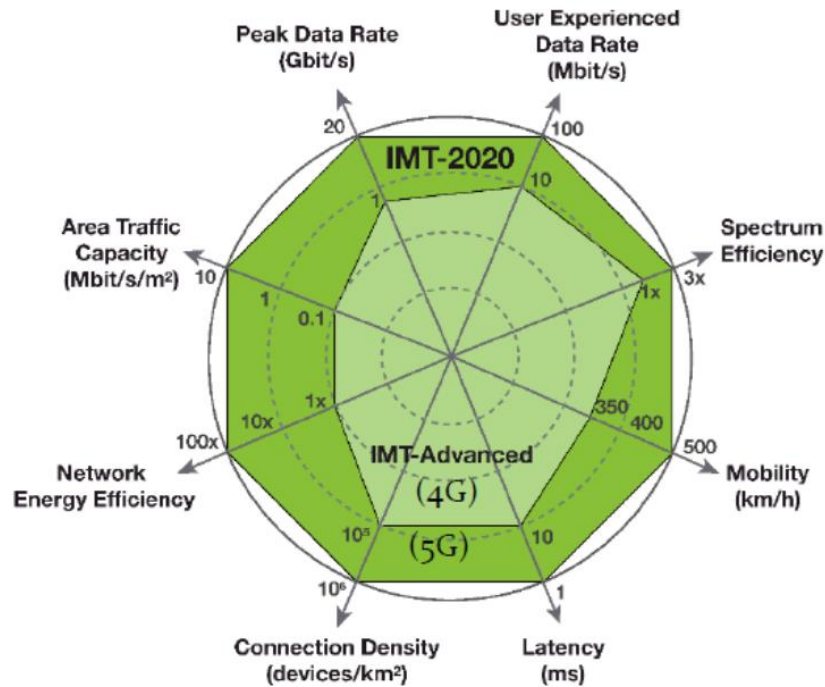 Peak Data Rate
(Gbit/s)
User Experienced
Data Rate
(Mbit/s)
20
100
IMT-2020
1
10
Area Traffic
Capacity
(Mbit/s/m²)
Spectrum
Efficiency
10
1
0.1
1x
3x
1x
10x
100x
350
400
500
Network
Energy Efficiency
IMT-Advanced
(4G)
Mobility
(km/h)
10⁵
(5G)
10
10⁶
1
Connection Density
(devices/km²)
Latency
(ms)